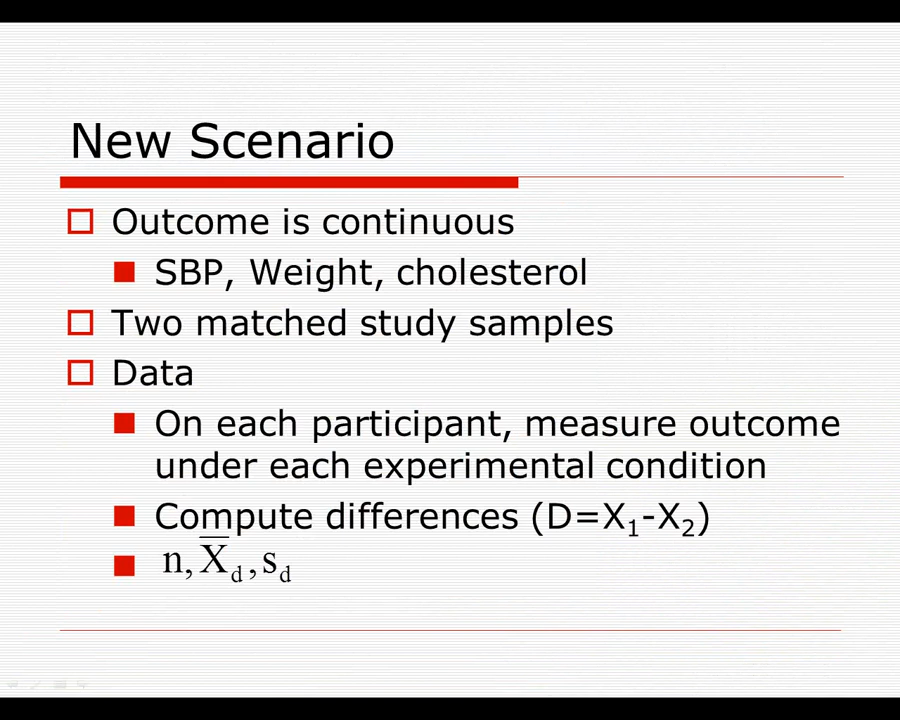 New Scenario
Outcome is continuous
SBP, Weight, cholesterol
Two matched study samples
Data
On each participant, measure outcome
under each experimental condition
Compute differences (D=X₁-X₂)
n, X̅d, sd